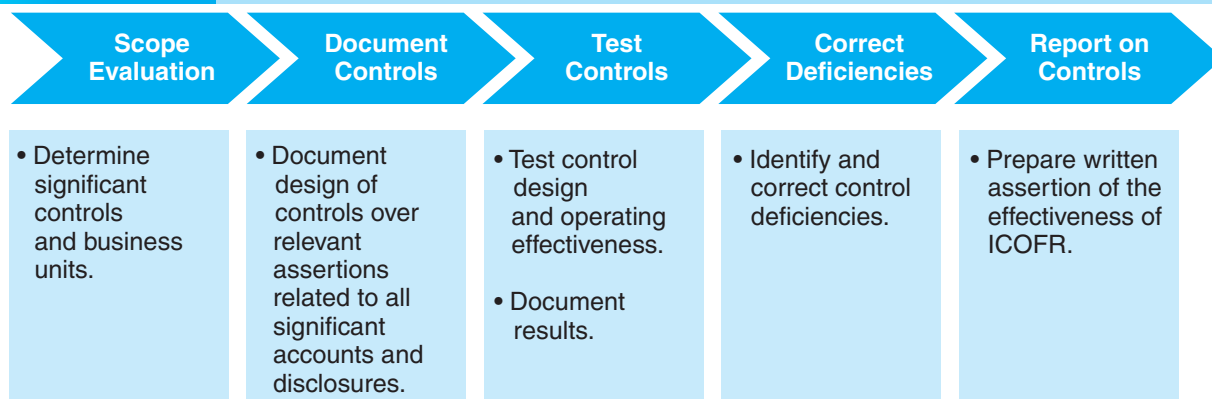 Scope
Evaluation
Document
Controls
Test
Controls
Correct
Deficiencies
Report on
Controls
• Determine
significant
controls
and business
units.
• Document
design of
controls over
relevant
assertions
related to all
significant
accounts and
disclosures.
• Test control
design
and operating
effectiveness.
• Document
results.
• Identify and
correct control
deficiencies.
• Prepare written
assertion of the
effectiveness of
ICOFR.